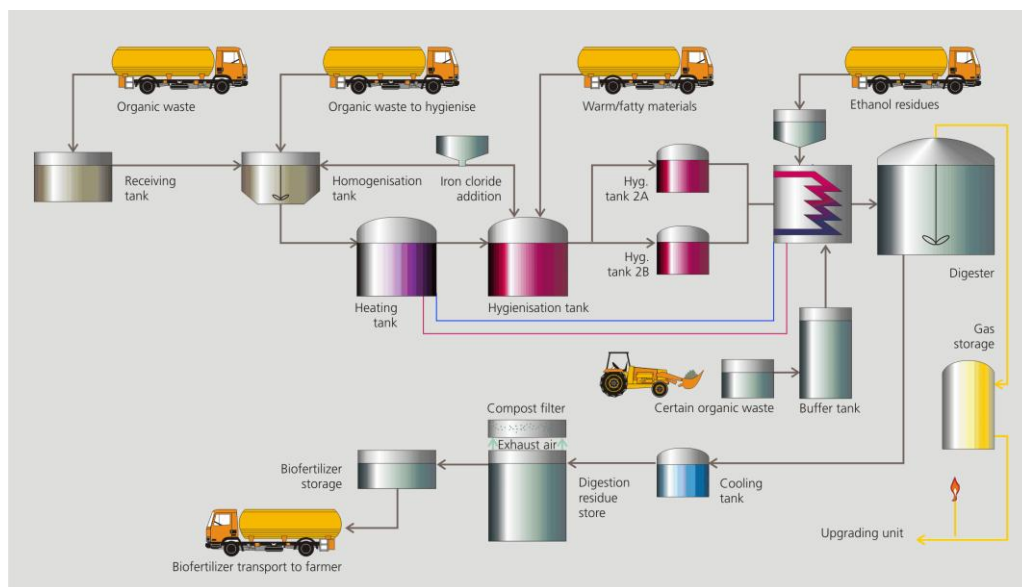 Organic waste
Organic waste to hygienise
Warm/fatty materials
Ethanol residues
Receiving
tank
Homogenisation
tank
Iron cloride
addition
Hyg.
tank 2A
Hyg.
tank 2B
Digester
Heating
tank
Hygienisation tank
Gas
storage
Certain organic waste
Buffer tank
Compost filter
Exhaust air
Biofertilizer
storage
Digestion
residue
store
Cooling
tank
Upgrading unit
Biofertilizer transport to farmer